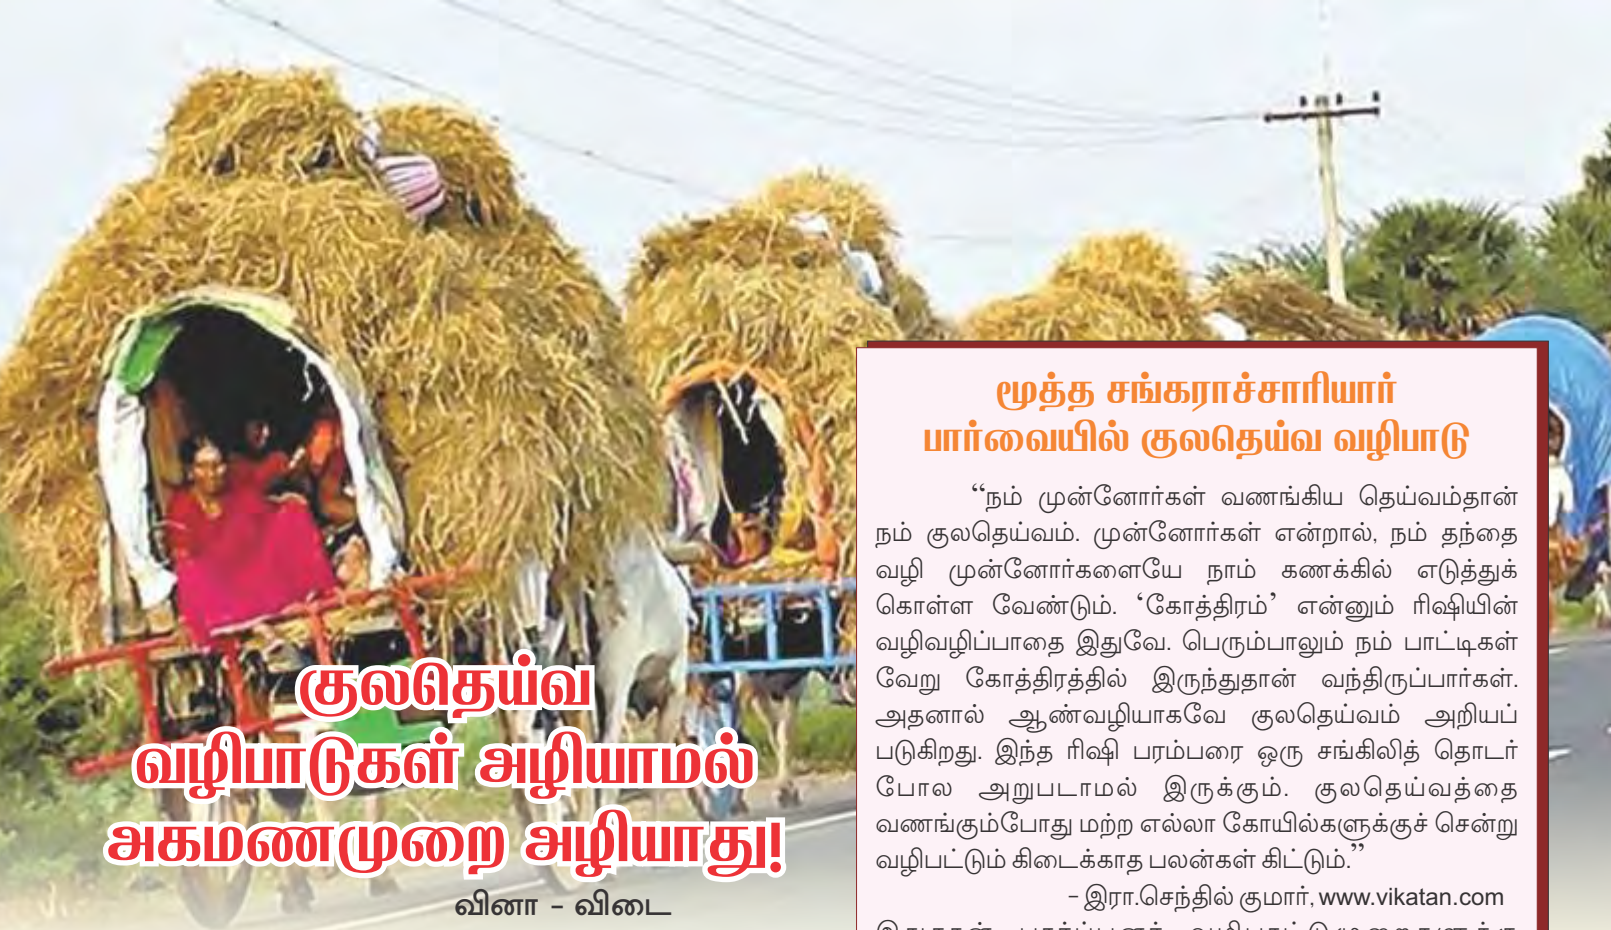 குலதெய்வ
வழிபாடுகள் அழியாமல்
அகமணமுறை அழியாது!
வினா - விடை
மூத்த சங்கராச்சாரியார்
பார்வையில் குலதெய்வ வழிபாடு
“நம் முன்னோர்கள் வணங்கிய தெய்வம்தான்
நம் குலதெய்வம். முன்னோர்கள் என்றால், நம் தந்தை
வழி முன்னோர்களையே நாம் கணக்கில் எடுத்துக்
கொள்ள வேண்டும். ‘கோத்திரம்’ என்னும் ரிஷியின்
வழிவழிப்பாதை இதுவே. பெரும்பாலும் நம் பாட்டிகள்
வேறு கோத்திரத்தில் இருந்துதான் வந்திருப்பார்கள்.
அதனால் ஆண்வழியாகவே குலதெய்வம் அறியப்
படுகிறது. இந்த ரிஷி பரம்பரை ஒரு சங்கிலித் தொடர்
போல அறுபடாமல் இருக்கும். குலதெய்வத்தை
வணங்கும்போது மற்ற எல்லா கோயில்களுக்குச் சென்று
வழிபட்டும் கிடைக்காத பலன்கள் கிட்டும்.”
- இரா.செந்தில் குமார், www.vikatan.com